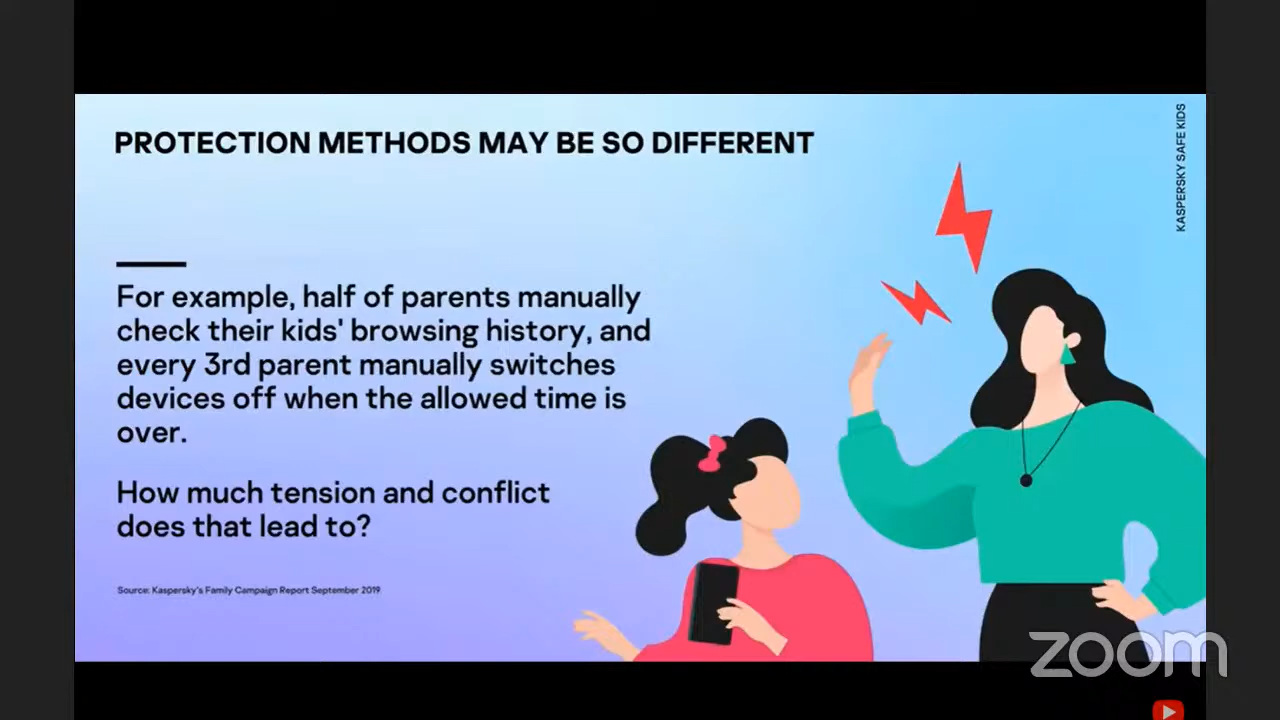 PROTECTION METHODS MAY BE SO DIFFERENT
KASPERSKY SAFE KIDS
For example, half of parents manually
check their kids' browsing history, and
every 3rd parent manually switches
devices off when the allowed time is
over.
How much tension and conflict
does that lead to?
Source: Kaspersky's Family Campaign Report September 2019
zoom